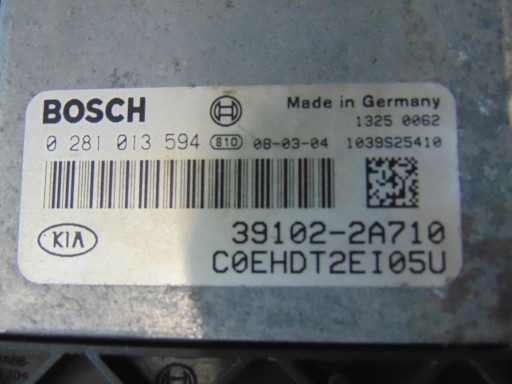 BOSCH
Made in Germany
1325 0062
0 281 013 594 810 08-03-04 1039S25410
KIA
39102-2A710
C0EHDT2EI05U